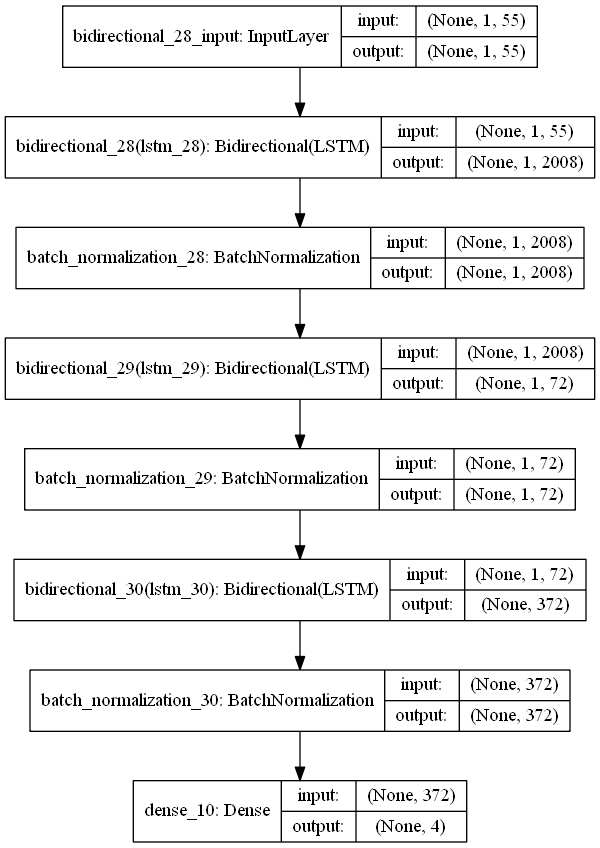 bidirectional_28_input: InputLayer
input: (None, 1, 55)
output: (None, 1, 55)
bidirectional_28(lstm_28): Bidirectional(LSTM)
input: (None, 1, 55)
output: (None, 1, 2008)
batch_normalization_28: BatchNormalization
input: (None, 1, 2008)
output: (None, 1, 2008)
bidirectional_29(lstm_29): Bidirectional(LSTM)
input: (None, 1, 2008)
output: (None, 1, 72)
batch_normalization_29: BatchNormalization
input: (None, 1, 72)
output: (None, 1, 72)
bidirectional_30(lstm_30): Bidirectional(LSTM)
input: (None, 1, 72)
output: (None, 372)
batch_normalization_30: BatchNormalization
input: (None, 372)
output: (None, 372)
dense_10: Dense
input: (None, 372)
output: (None, 4)